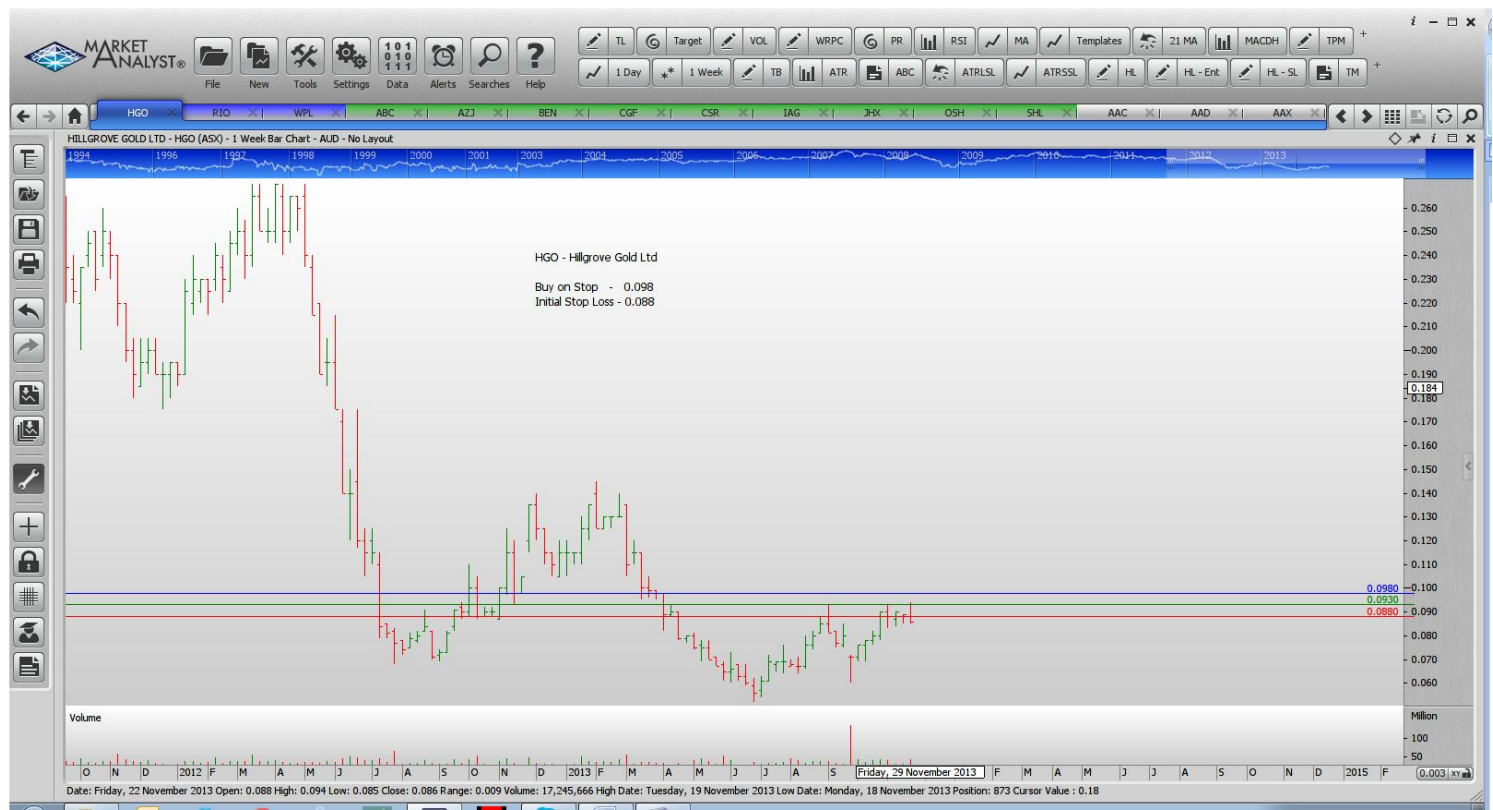 MARKET
ANALYST®
File New Tools Settings Data Alerts Searches Help
TL Target VOL WRPC PR RSI MA Templates 21 MA MACDH TPM
1 Day 1 Week TB ATR ABC ATRLSL ATRSSL HL HL - Ent HL - SL TM
HGO RIO WPL ABC AZJ BEN CGF CSR IAG JHX OSH SHL AAC AAD AAX
HILLGROVE GOLD LTD - HGO (ASX) - 1 Week Bar Chart - AUD - No Layout
1994 1996 1997 1998 1999 2000 2001 2003 2004 2005 2006 2007 2008 2009 2010 2011 2012 2013
HGO - Hillgrove Gold Ltd
Buy on Stop - 0.098
Initial Stop Loss - 0.088
0.260
0.250
0.240
0.230
0.220
0.210
0.200
0.190
0.184
0.180
0.170
0.160
0.150
0.140
0.130
0.120
0.110
0.0980 0.100
0.0930
0.0880 0.090
0.080
0.070
0.060
Volume
Million
100
50
O N D 2012 F M A M J J A S O N D 2013 F M A M J J A S Friday, 29 November 2013 F M A M J J A S O N D 2015 F 0.003 XY
Date: Friday, 22 November 2013 Open: 0.088 High: 0.094 Low: 0.085 Close: 0.086 Range: 0.009 Volume: 17,245,666 High Date: Tuesday, 19 November 2013 Low Date: Monday, 18 November 2013 Position: 873 Cursor Value : 0.18